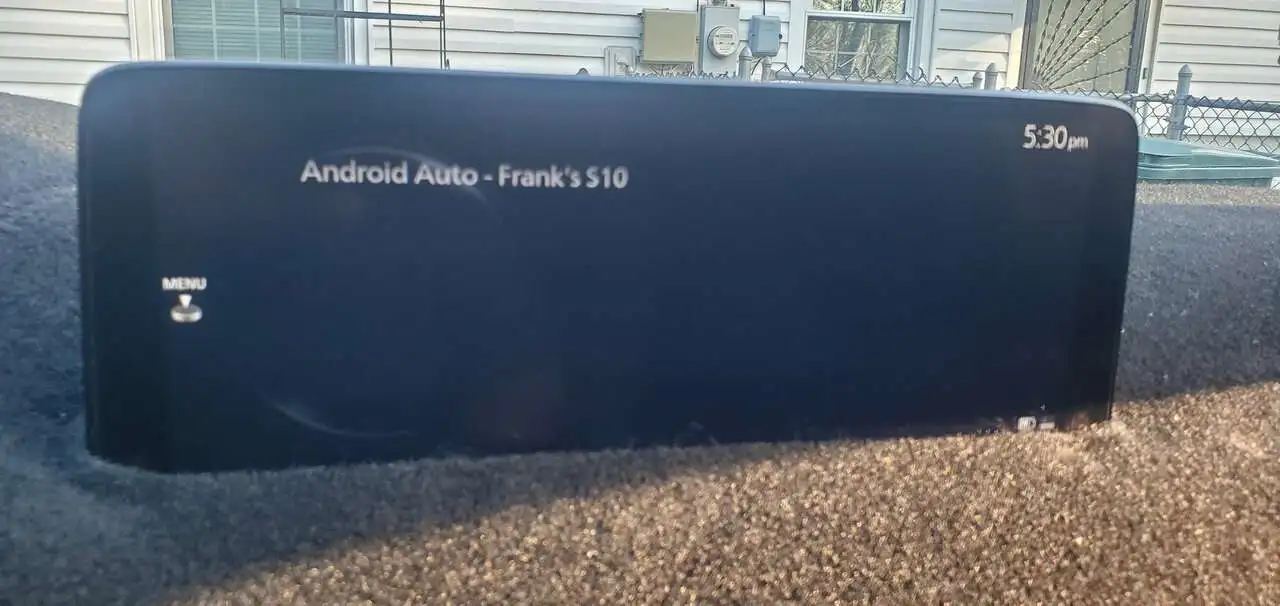 5:30pm
Android Auto - Frank's S10
MENU